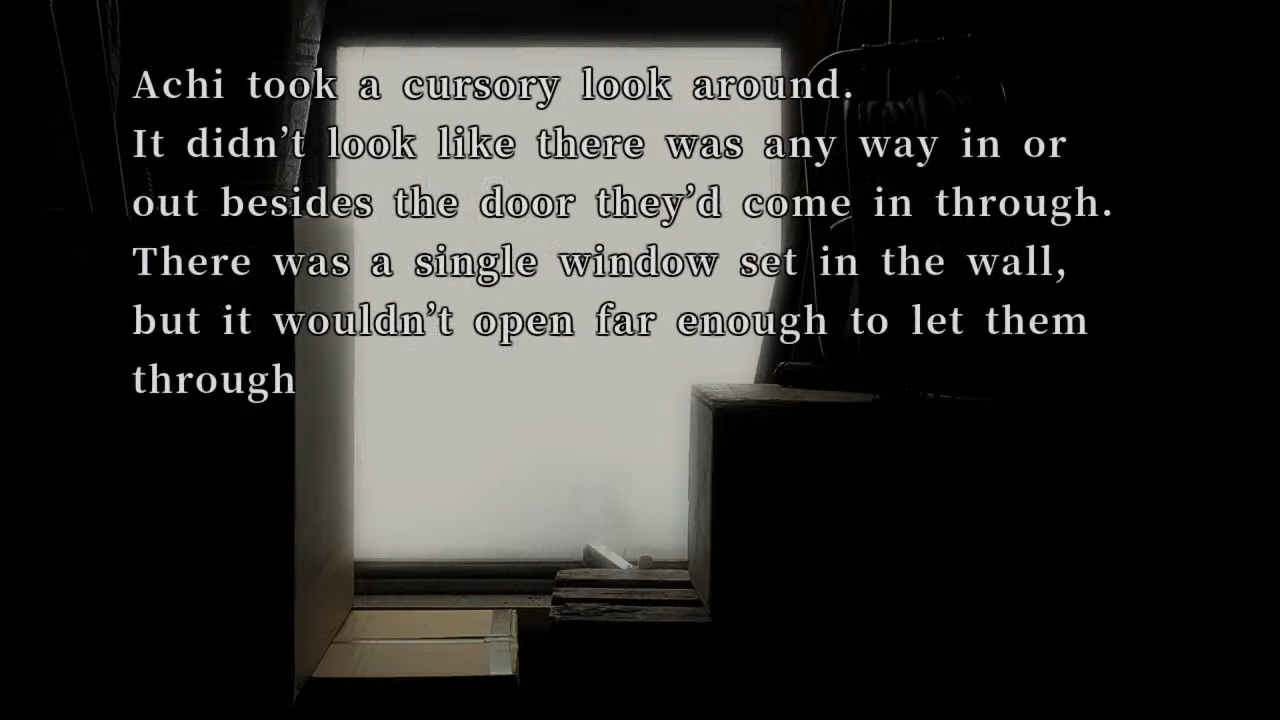 Achi took a cursory look around.
It didn’t look like there was any way in or
out besides the door they’d come in through.
There was a single window set in the wall,
but it wouldn’t open far enough to let them
through